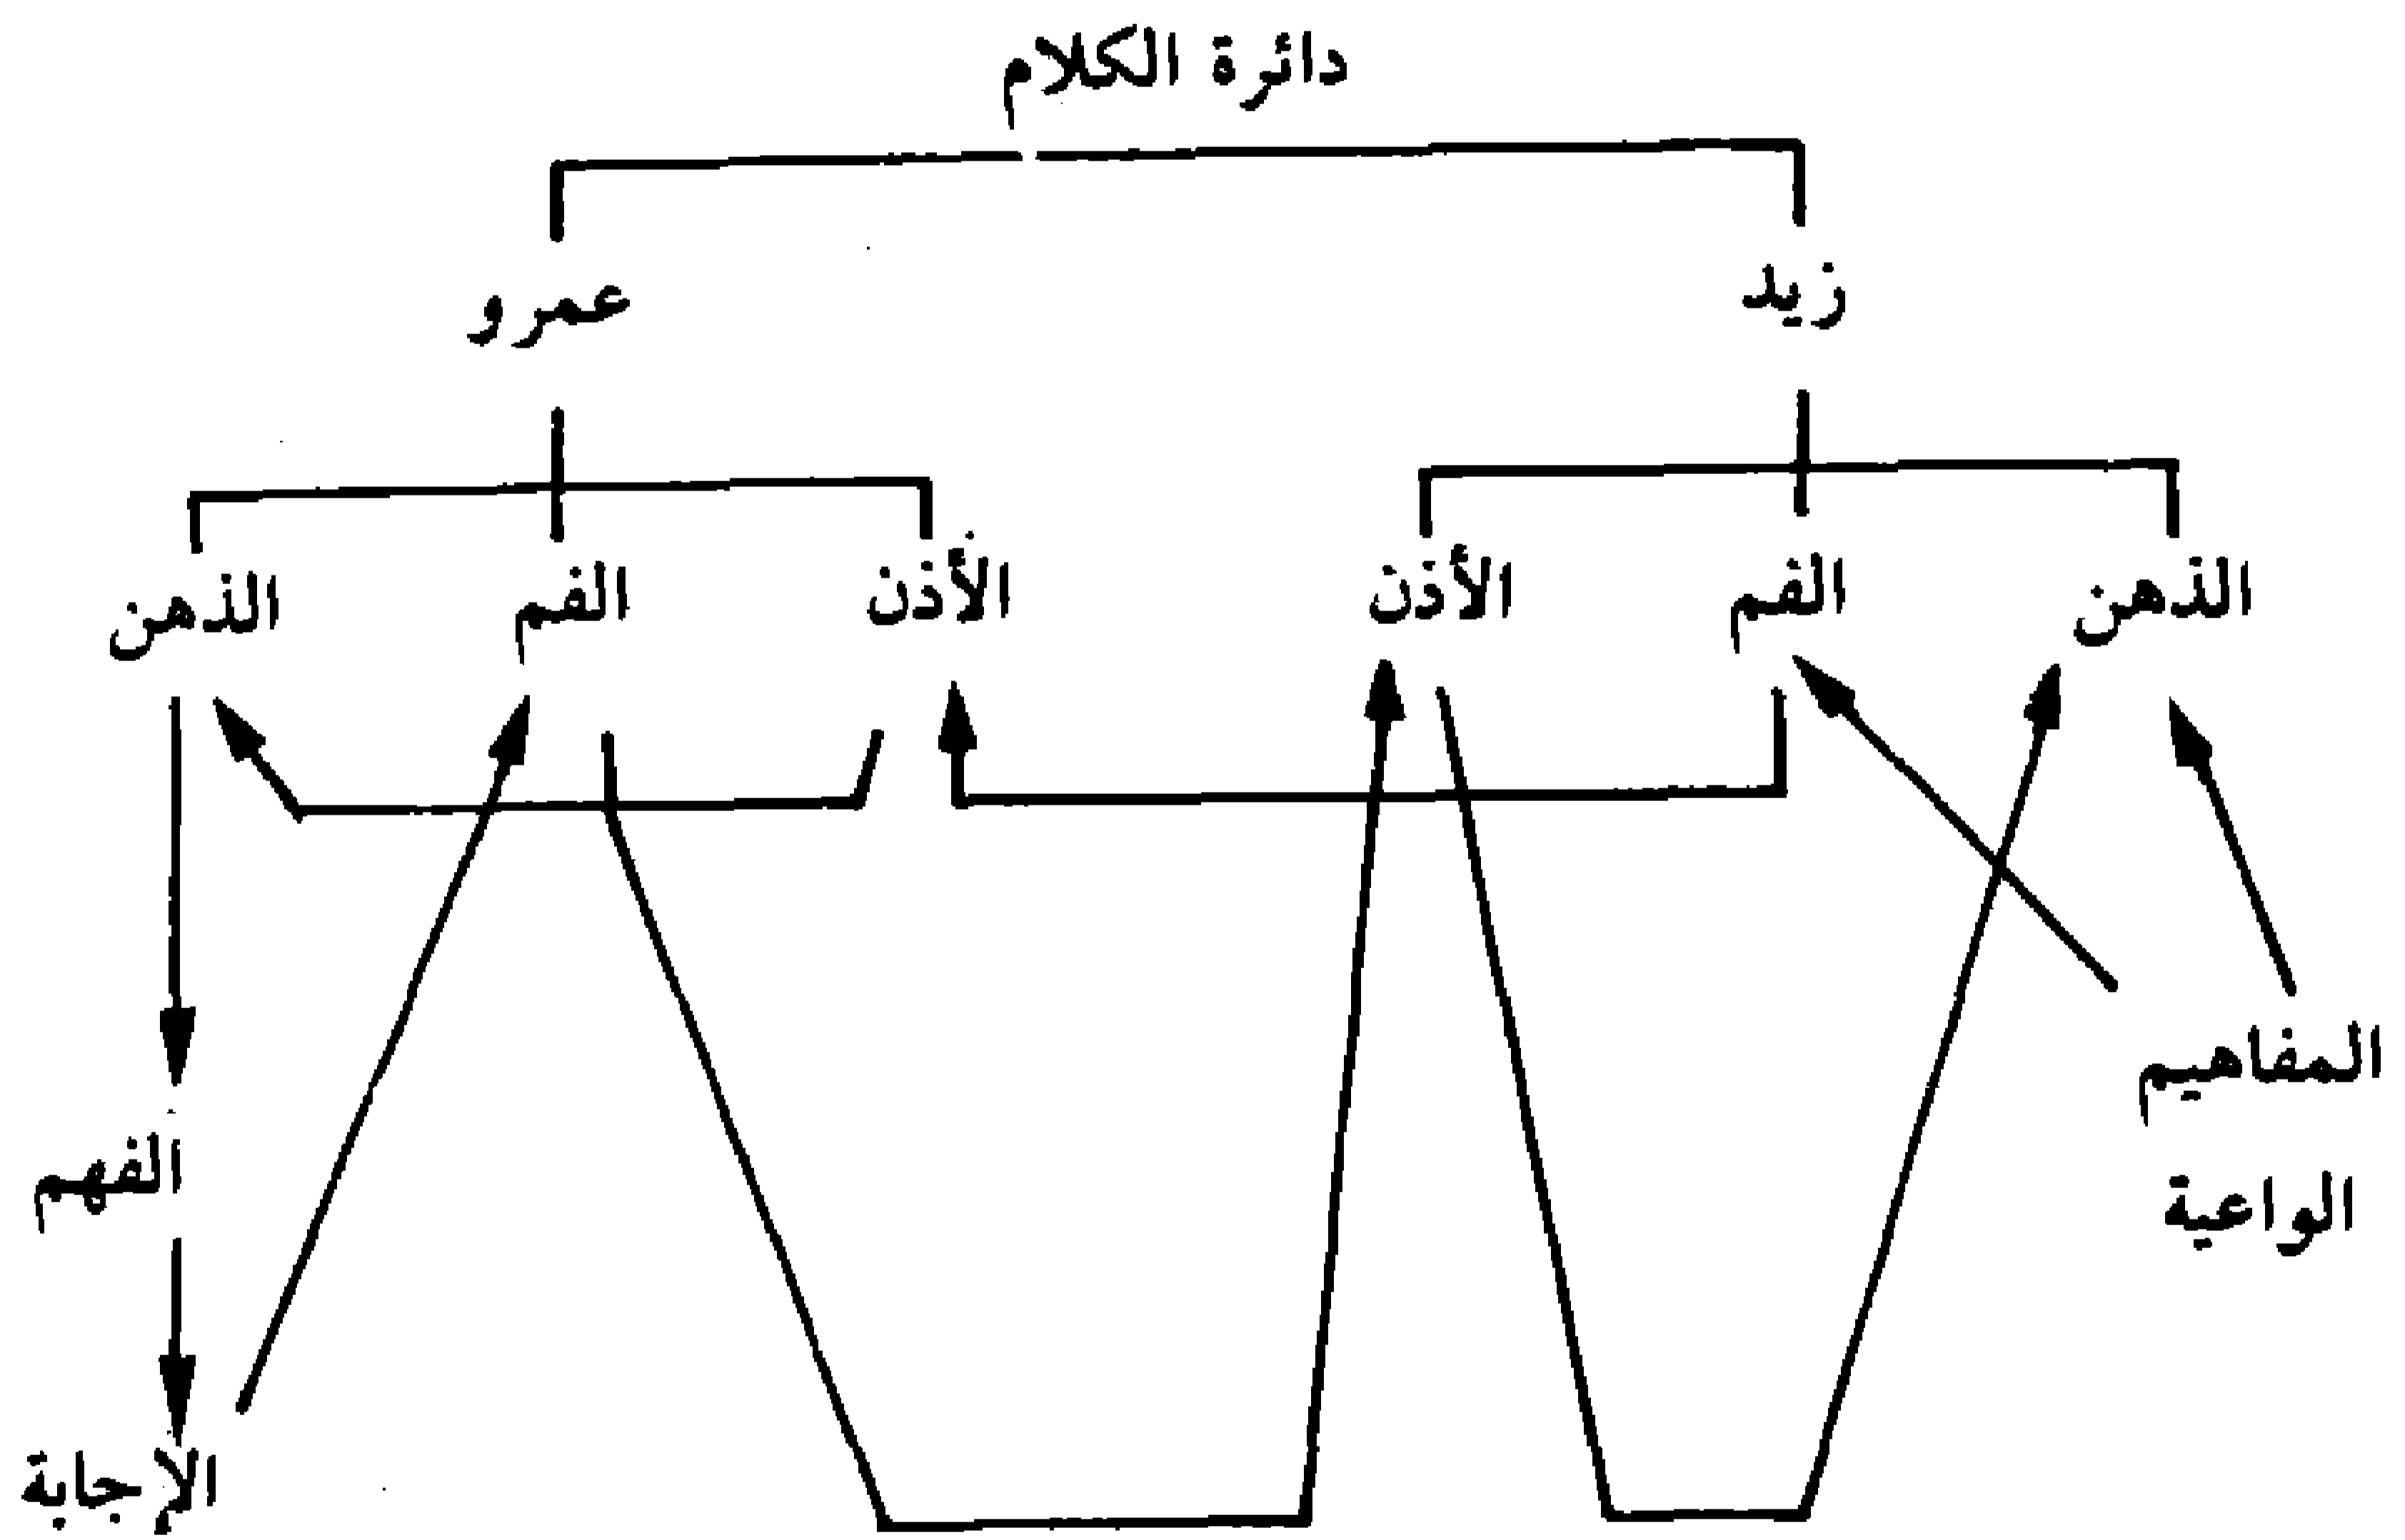 دائرة الكلام
زيد
عمرو
الذهن
الفم
الأذن
الأذن
الفم
الذهن
المفاهيم
الواعية
الفهم
الإجابة